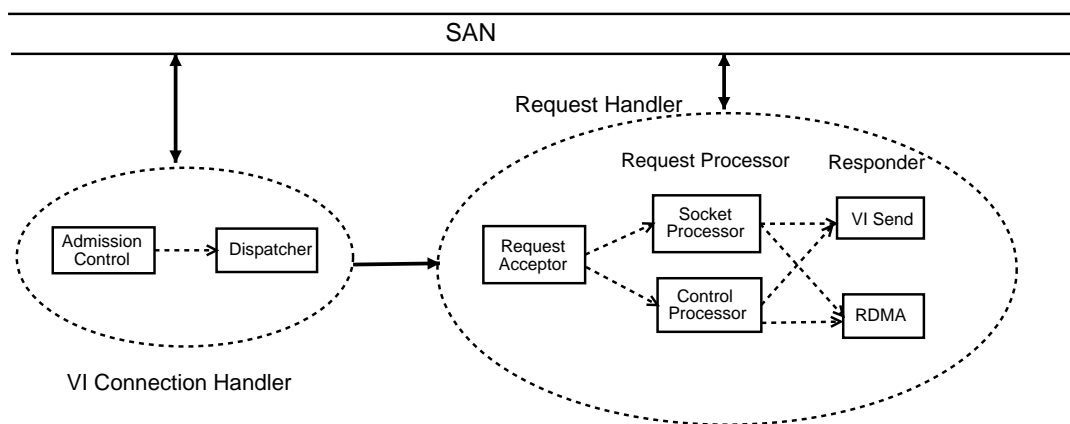 SAN
Request Handler
Request Processor
Responder
Admission
Control
Dispatcher
Request
Acceptor
Socket
Processor
Control
Processor
VI Send
RDMA
VI Connection Handler